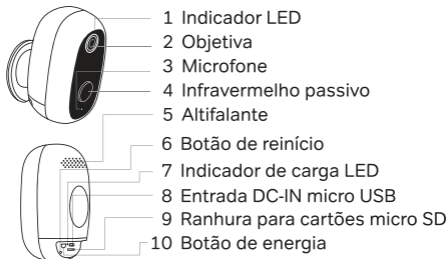 1 Indicador LED
2 Objetiva
3 Microfone
4 Infravermelho passivo
5 Altifalante
6 Botão de reinício
7 Indicador de carga LED
8 Entrada DC-IN micro USB
9 Ranhura para cartões micro SD
10 Botão de energia